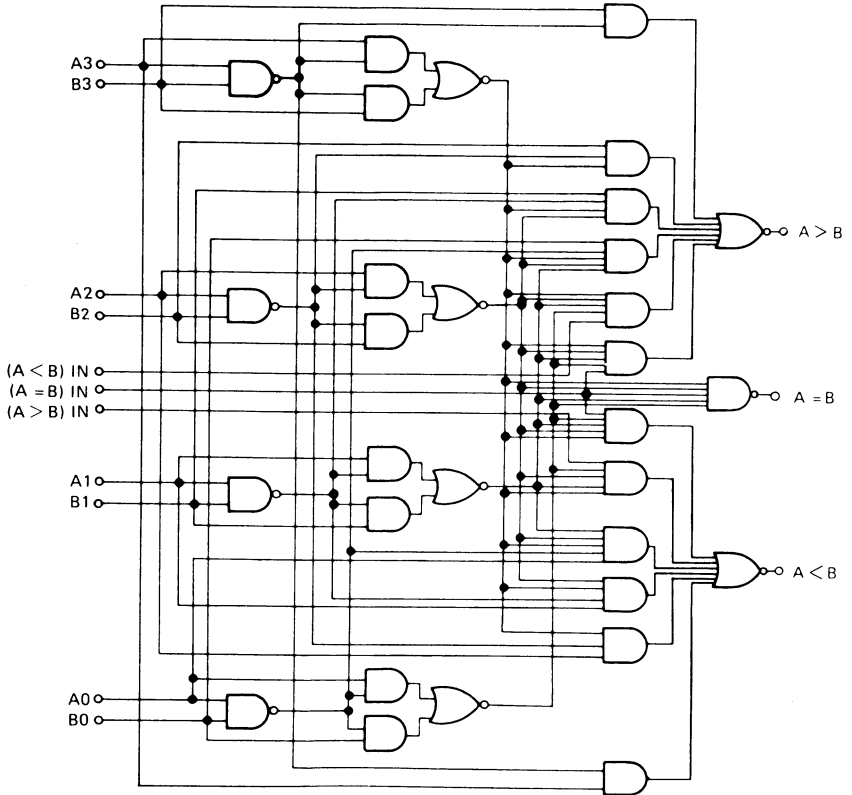 A3
B3
A > B
A2
B2
(A < B) IN
(A = B) IN
(A > B) IN
A = B
A1
B1
A < B
A0
B0